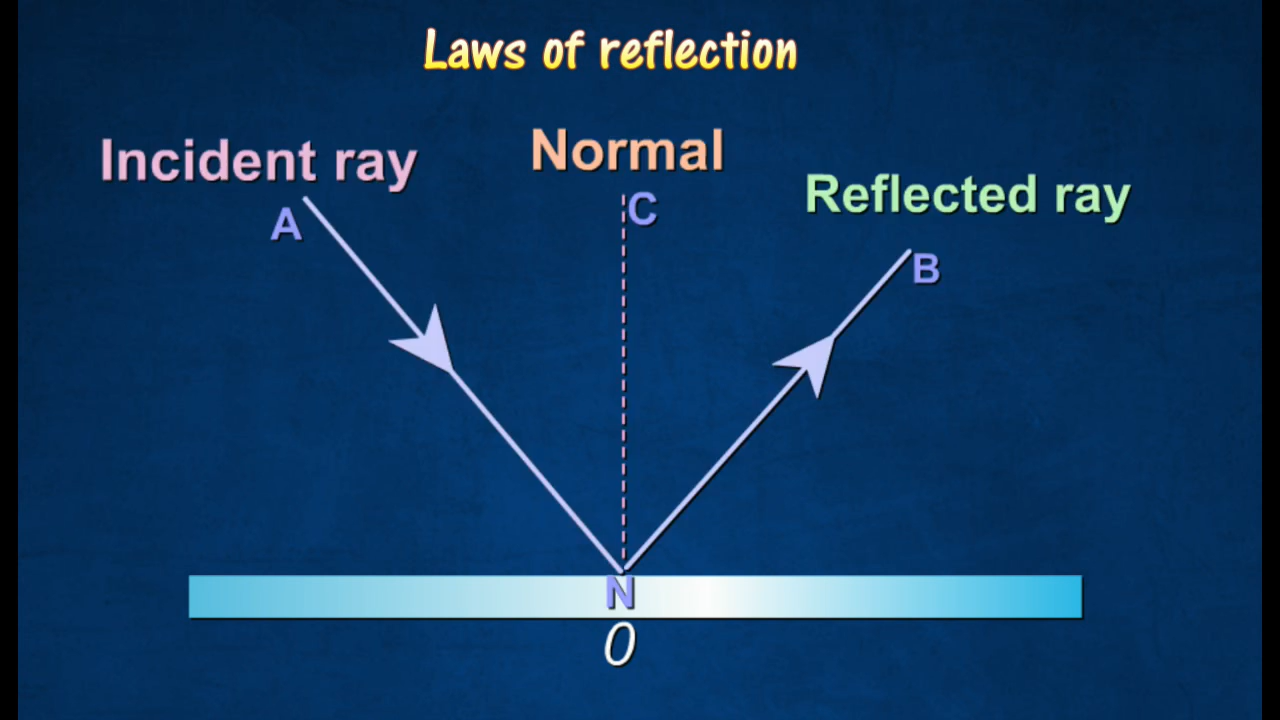 Laws of reflection
Incident ray
Normal
Reflected ray
A
C
B
N
O